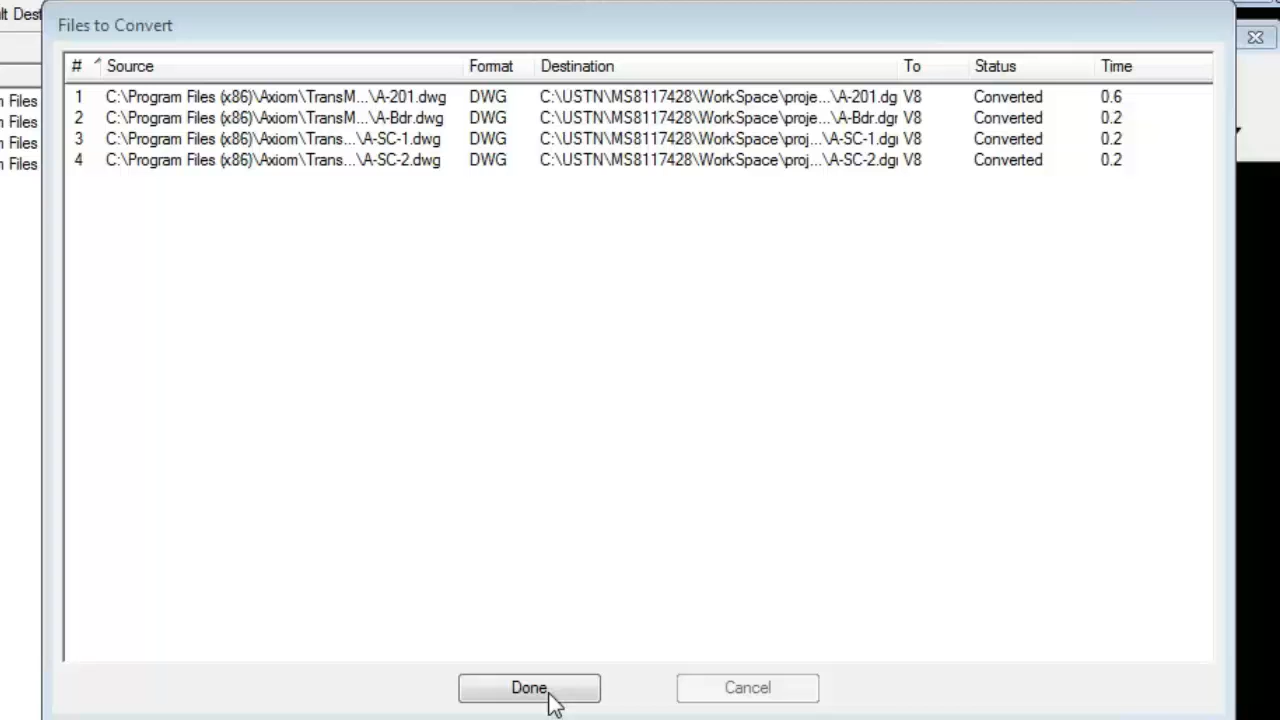 lt Dest
Files to Convert
# Source Format Destination To Status Time
n Files
1 C:\Program Files (x86)\Axiom\TransM...\A-201.dwg DWG C:\USTN\MS8117428\WorkSpace\proje...\A-201.dg V8 Converted 0.6
n Files
2 C:\Program Files (x86)\Axiom\TransM...\A-Bdr.dwg DWG C:\USTN\MS8117428\WorkSpace\proje...\A-Bdr.dgr V8 Converted 0.2
n Files
3 C:\Program Files (x86)\Axiom\Trans...\A-SC-1.dwg DWG C:\USTN\MS8117428\WorkSpace\proj...\A-SC-1.dgı V8 Converted 0.2
n Files
4 C:\Program Files (x86)\Axiom\Trans...\A-SC-2.dwg DWG C:\USTN\MS8117428\WorkSpace\proj...\A-SC-2.dgı V8 Converted 0.2
Done
Cancel